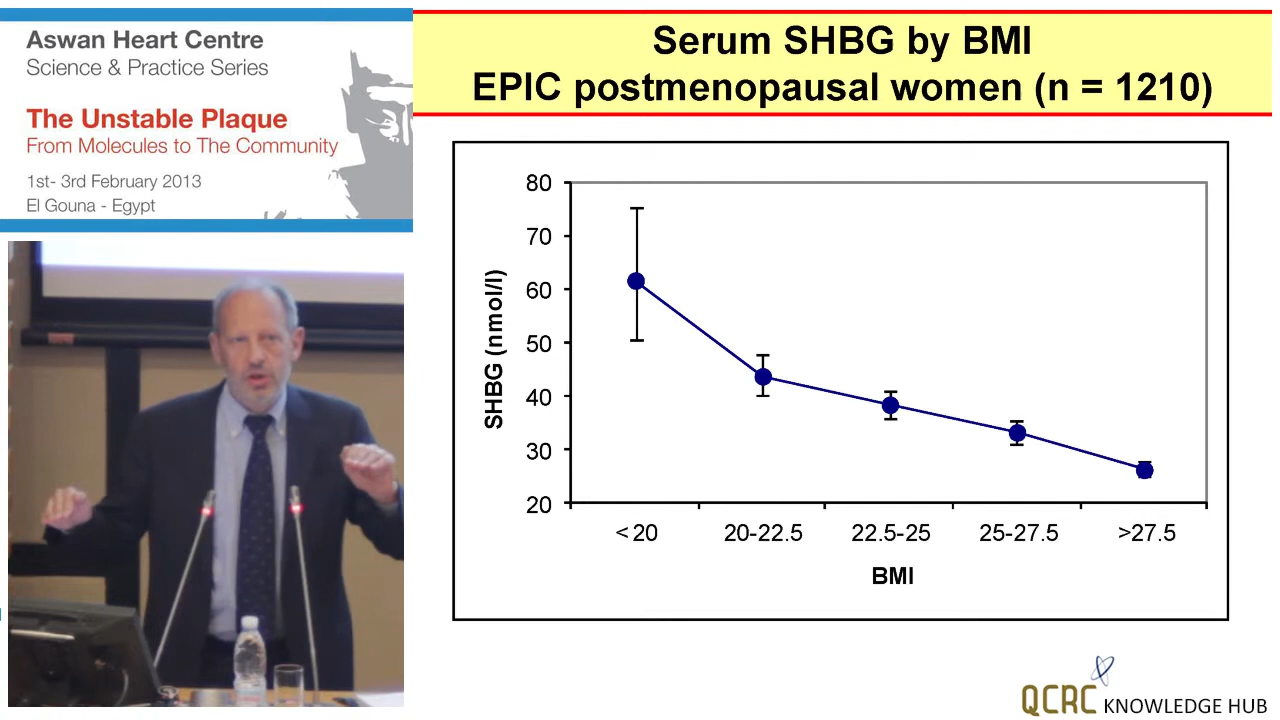 Aswan Heart Centre
Science & Practice Series
The Unstable Plaque
From Molecules to The Community
1st- 3rd February 2013
El Gouna - Egypt
Serum SHBG by BMI
EPIC postmenopausal women (n = 1210)
SHBG (nmol/l)
80
70
60
50
40
30
20
<20
20-22.5
22.5-25
25-27.5
>27.5
BMI
QCRC KNOWLEDGE HUB